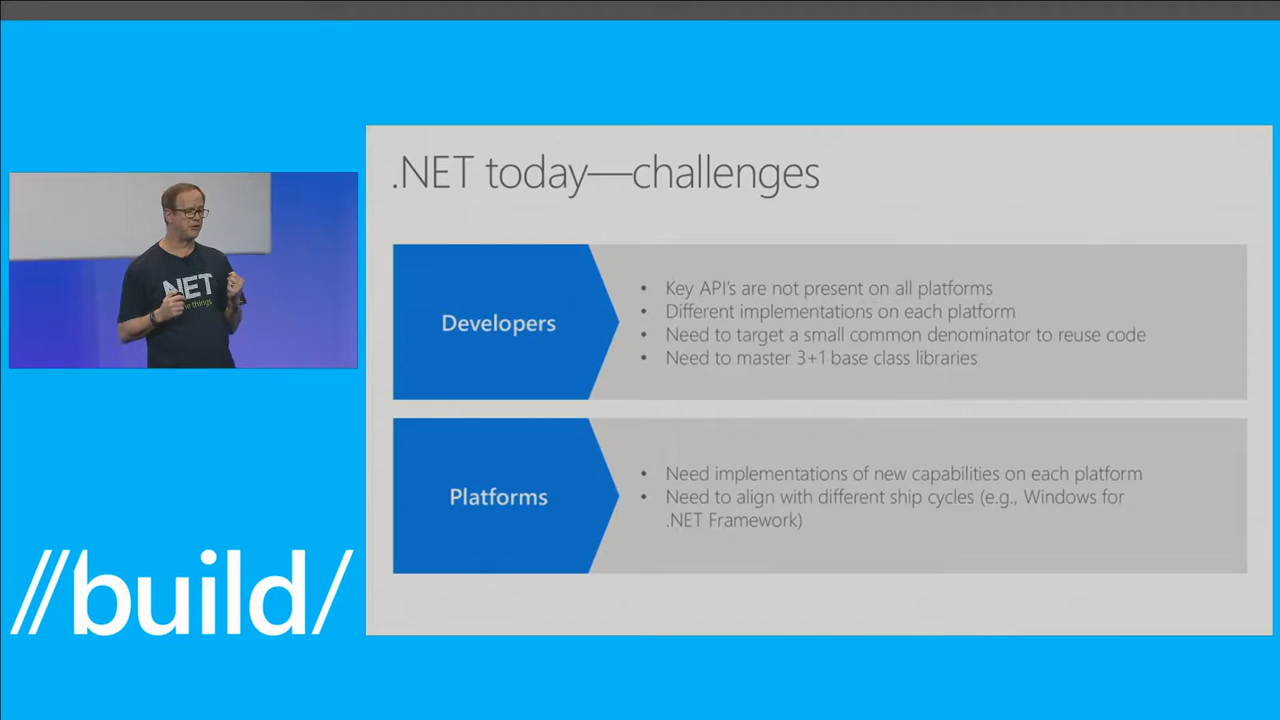 .NET today—challenges
Developers
• Key API's are not present on all platforms
• Different implementations on each platform
• Need to target a small common denominator to reuse code
• Need to master 3+1 base class libraries
Platforms
• Need implementations of new capabilities on each platform
• Need to align with different ship cycles (e.g., Windows for
.NET Framework)
.NET
things
//build/